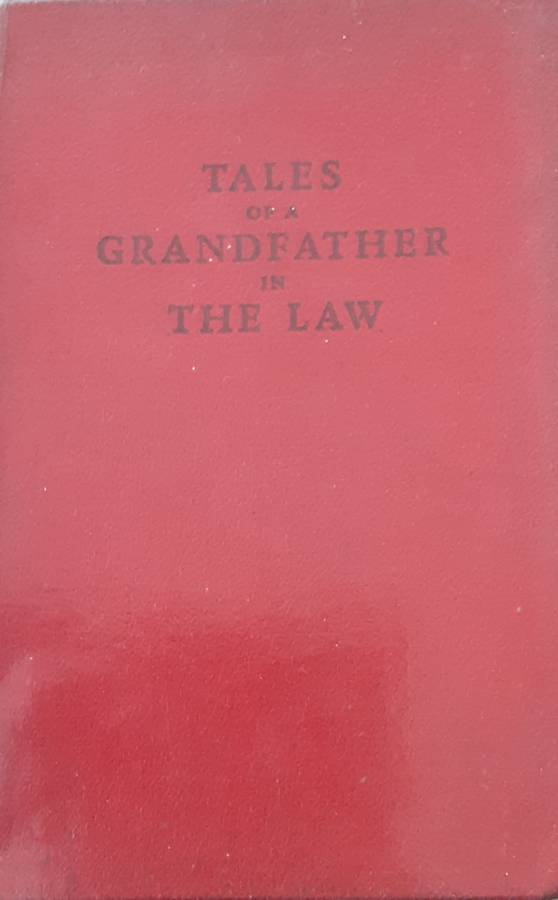 TALES
OF A
GRANDFATHER
IN
THE LAW